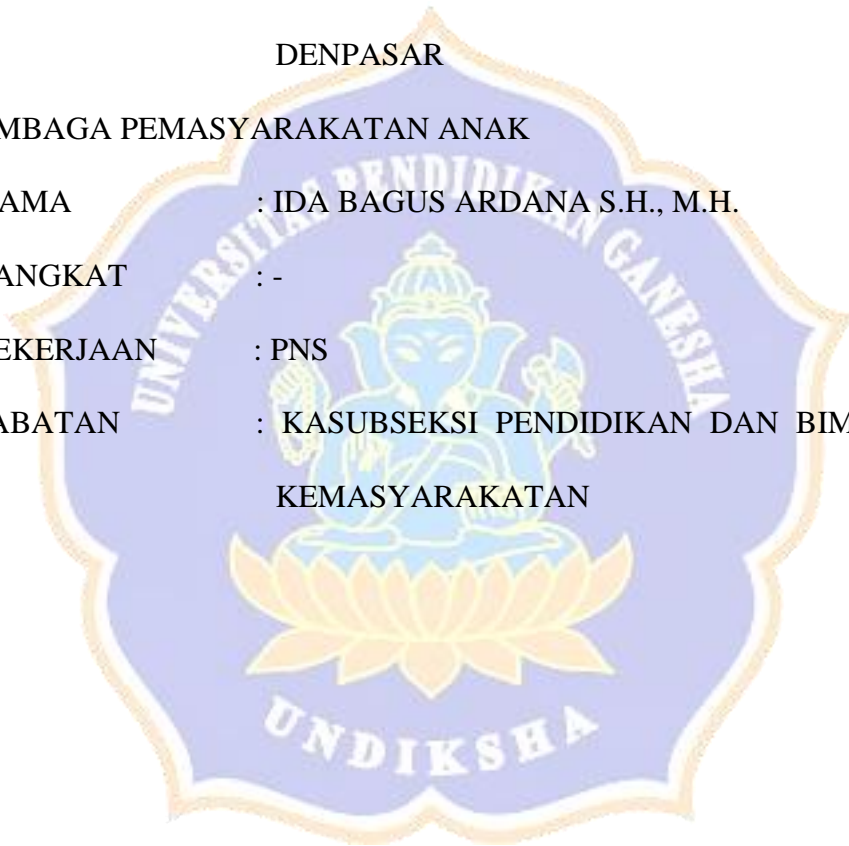 DENPASAR
MBAGA PEMASYARAKATAN ANAK
AMA : IDA BAGUS ARDANA S.H., M.H.
ANGKAT : -
EKERJAAN : PNS
ABATAN : KASUBSEKSI PENDIDIKAN DAN BIM
KEMASYARAKATAN
UNIVERSITAS PENDIDIKAN GANESHA
UNDIKSHA